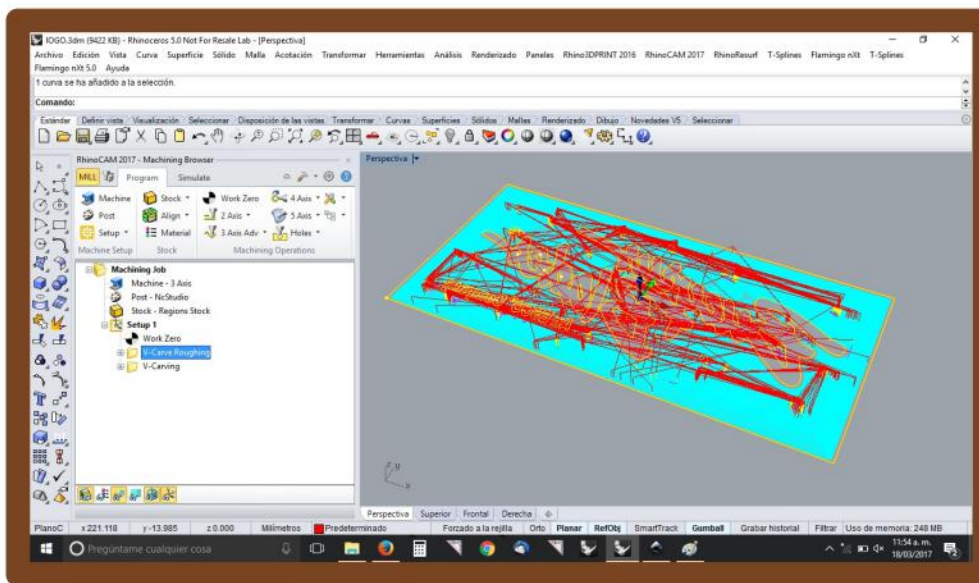 IOGO.3dm (9422 KB) - Rhinoceros 5.0 Not For Resale Lab - [Perspectiva]
Archivo Edición Vista Curva Superficie Sólido Malla Acotación Transformar Herramientas Análisis Renderizado Paneles Rhino3DPRINT 2016 RhinoCAM 2017 RhinoResurf T-Splines Flamingo nXt T-Splines
Flamingo nXt 5.0 Ayuda
1 curva se ha añadido a la selección.
Comando:
Estándar Definir vista Visualización Seleccionar Disposición de las vistas Transformar Curvas Superficies Sólidos Mallas Renderizado Dibujo Novedades V5 Seleccionar
RhinoCAM 2017 - Machining Browser
Perspectiva
MILL Program Simulate
Machine Stock Work Zero 4 Axis
Post Align 2 Axis 5 Axis
Setup Material 3 Axis Adv Holes
Machine Setup Stock Machining Operations
Machining Job
Machine - 3 Axis
Post - NcStudio
Stock - Regions Stock
Setup 1
Work Zero
V-Carve Roughing
V-Carving
z y
x
Perspectiva Superior Frontal Derecha
PlanoC x 221.118 y -13.985 z 0.000 Milímetros Predeterminado Forzado a la rejilla Orto Planar RefObj SmartTrack Gumball Grabar historial Filtrar Uso de memoria: 248 MB
Pregúntame cualquier cosa
11:54 a. m.
18/03/2017
2